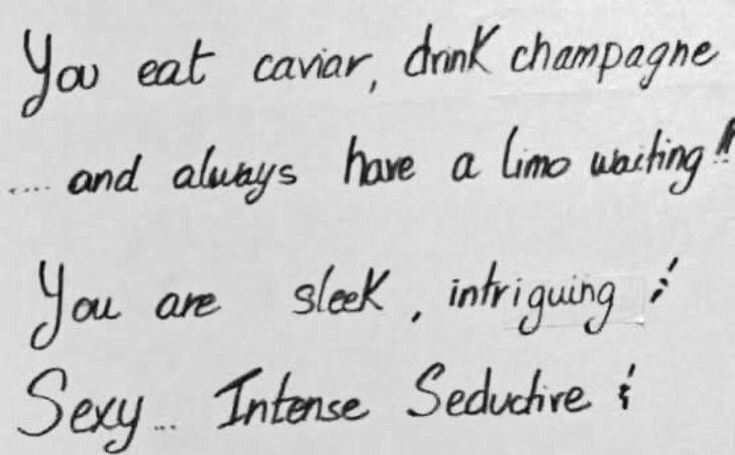 You eat caviar, drink champagne
.... and always have a limo waiting!!
You are sleek, intriguing !
Sexy... Intense Seductive !